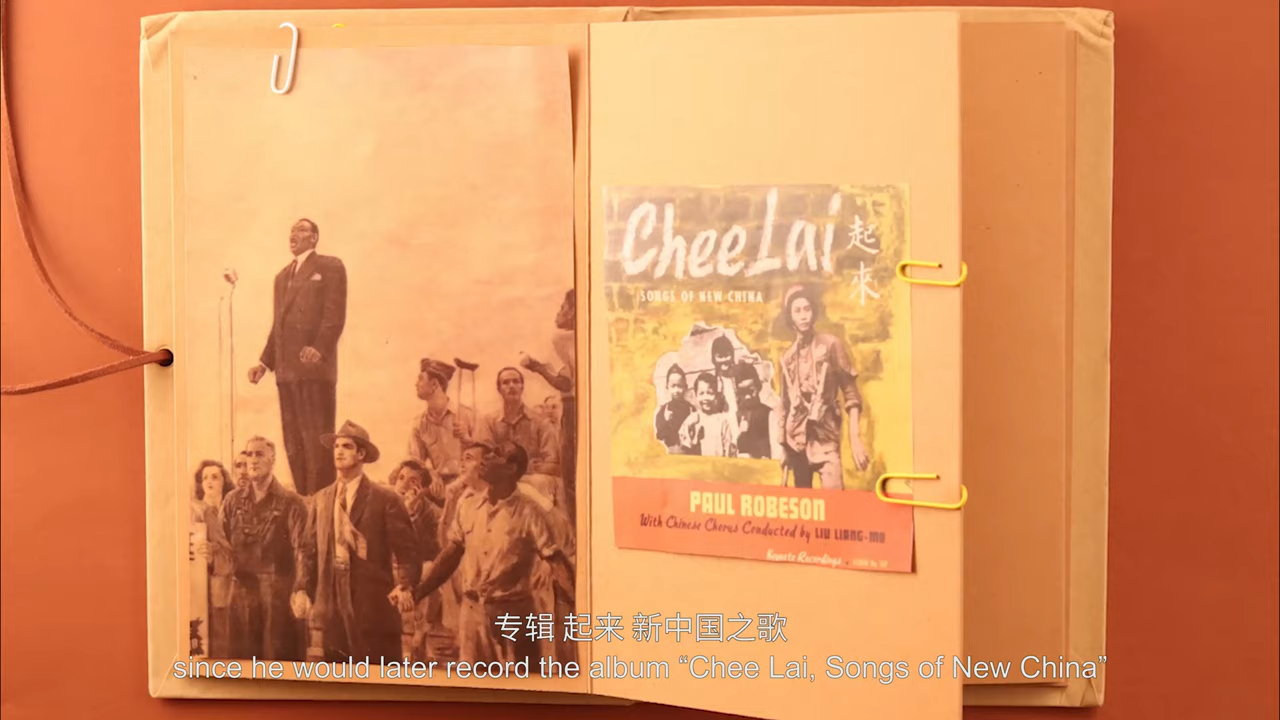 Chee Lai
起來
SONGS OF NEW CHINA
PAUL ROBESON
With Chinese Chorus Conducted by LIU LIANG-MO
Keynote Recordings
专辑 起来 新中国之歌
since he would later record the album “Chee Lai, Songs of New China”